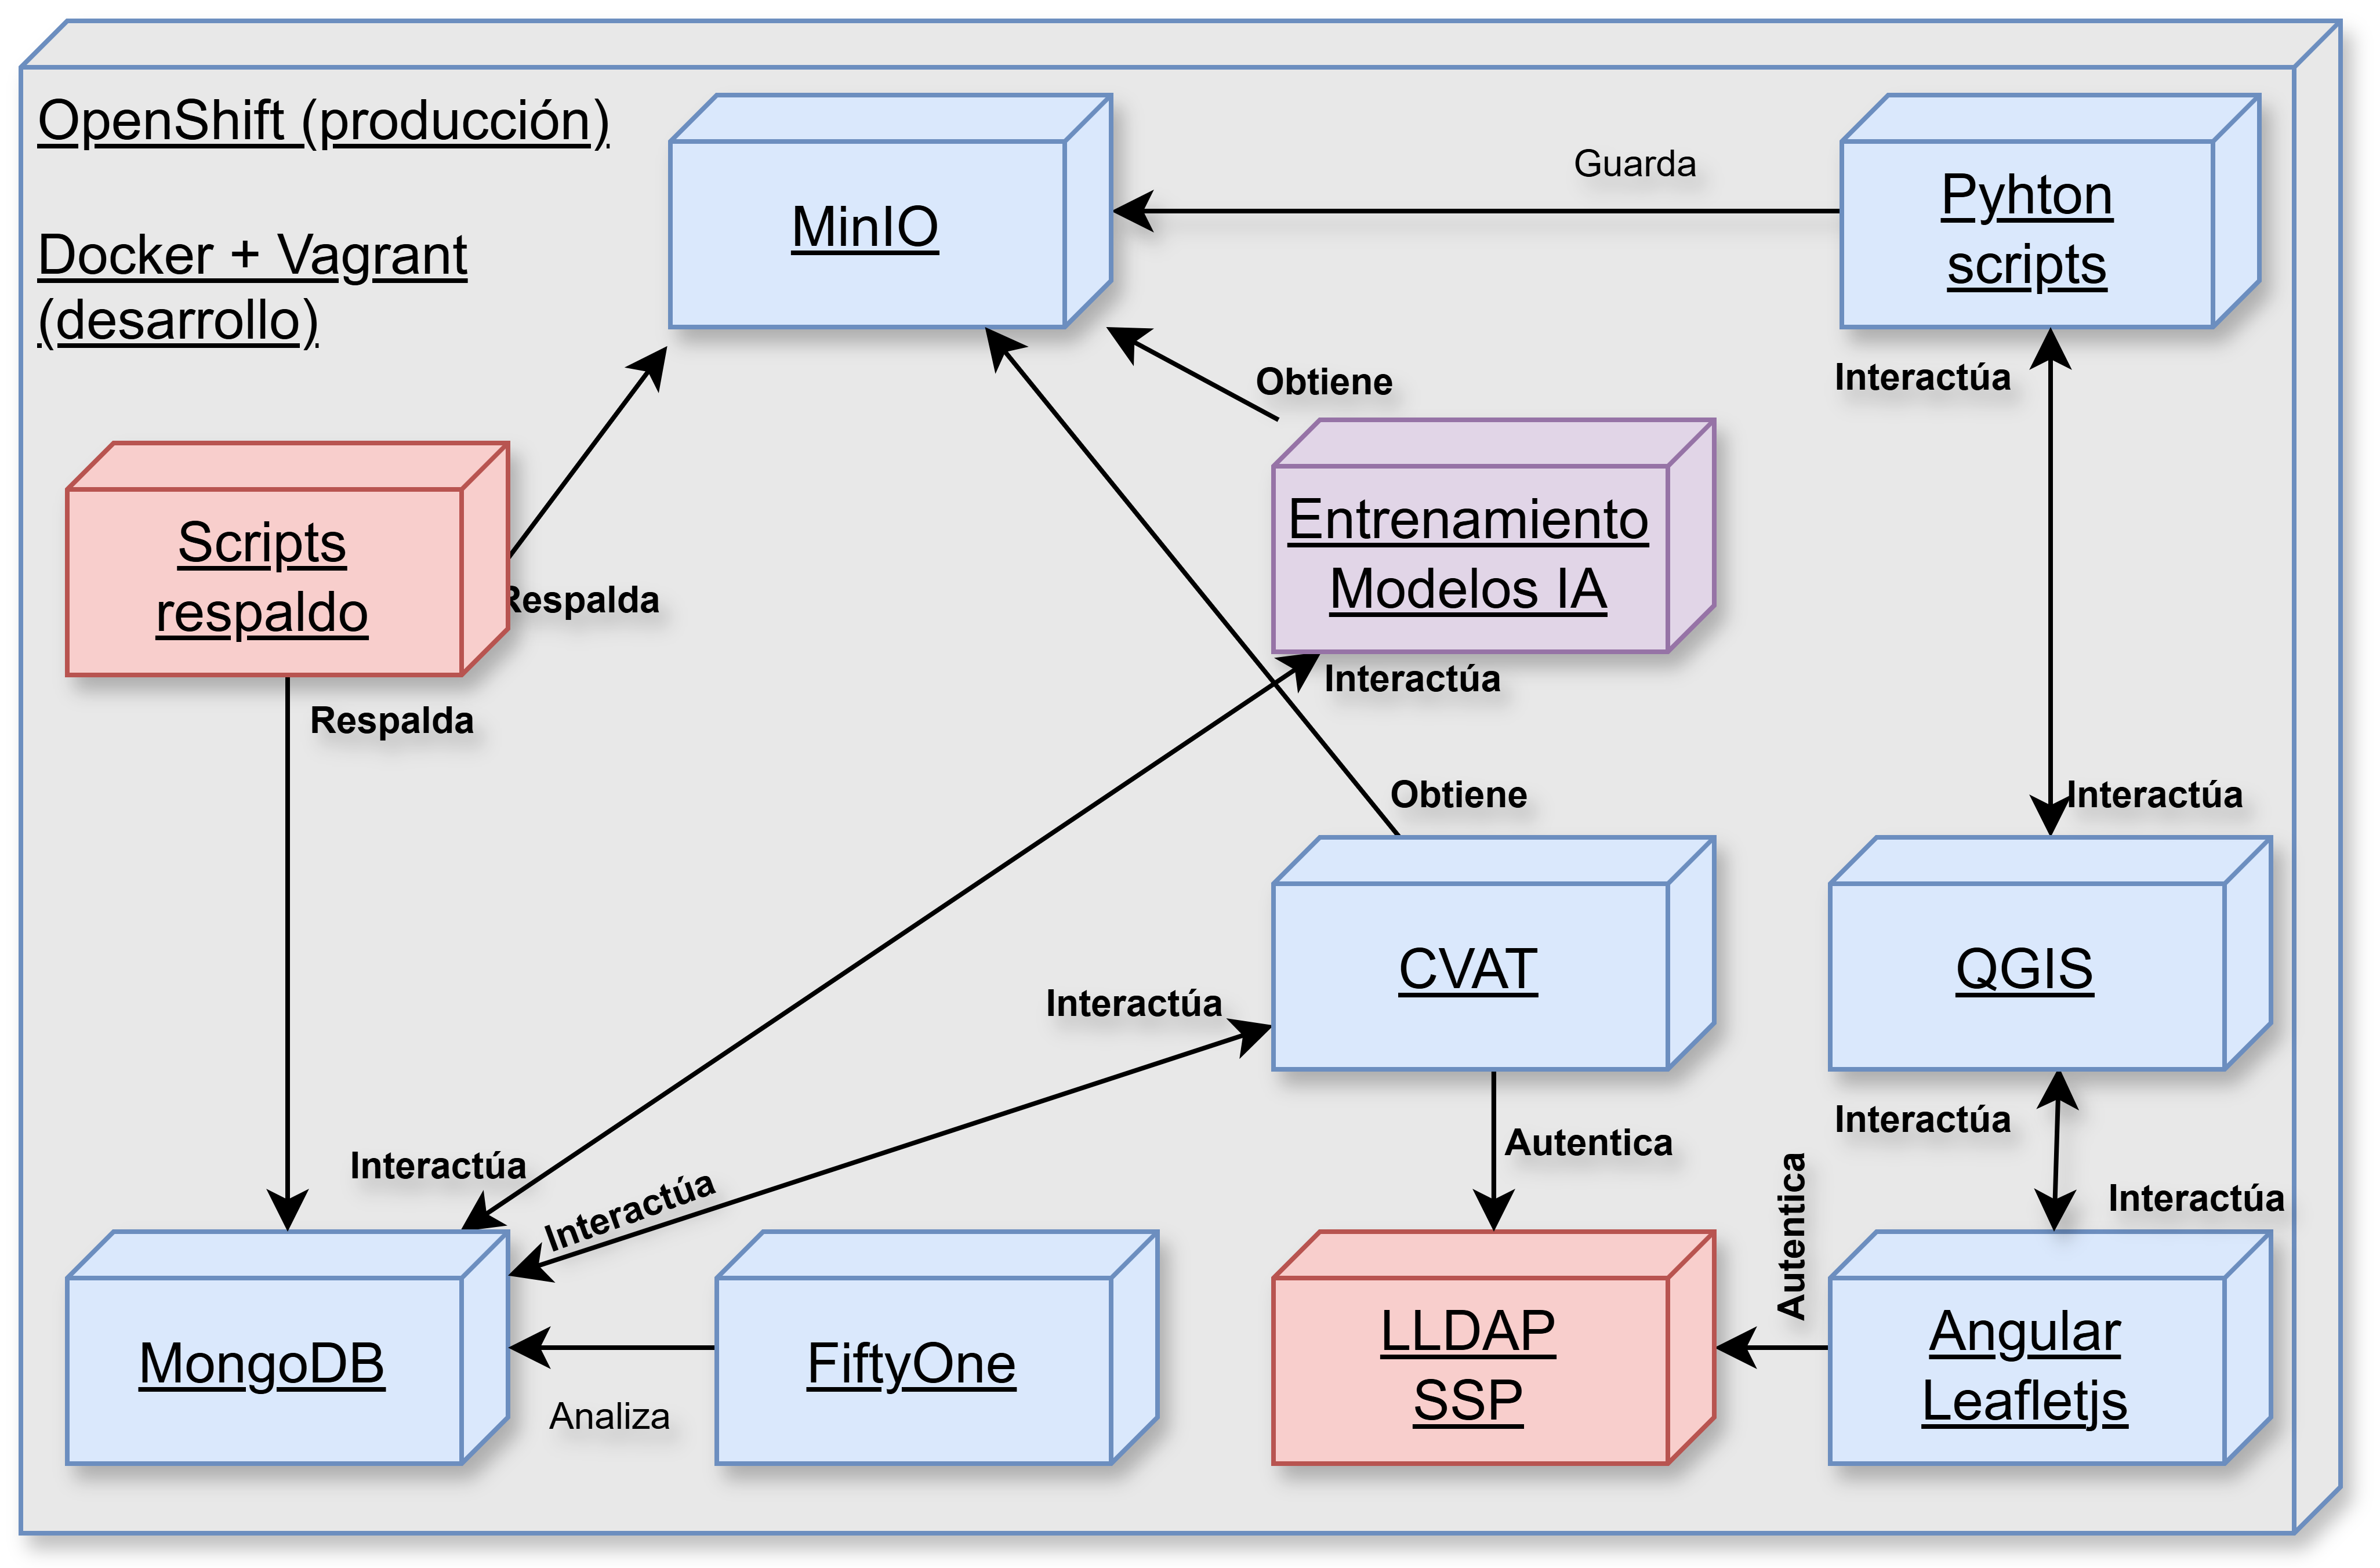 OpenShift (producción)
Docker + Vagrant
(desarrollo)
MinIO
Guarda
Pyhton
scripts
Obtiene
Interactúa
Scripts
respaldo
Respalda
Entrenamiento
Modelos IA
Interactúa
Respalda
Obtiene
Interactúa
CVAT
QGIS
Interactúa
Interactúa
Autentica
Interactúa
Interactúa
Autentica
Interactúa
MongoDB
FiftyOne
Analiza
LLDAP
SSP
Angular
Leafletjs